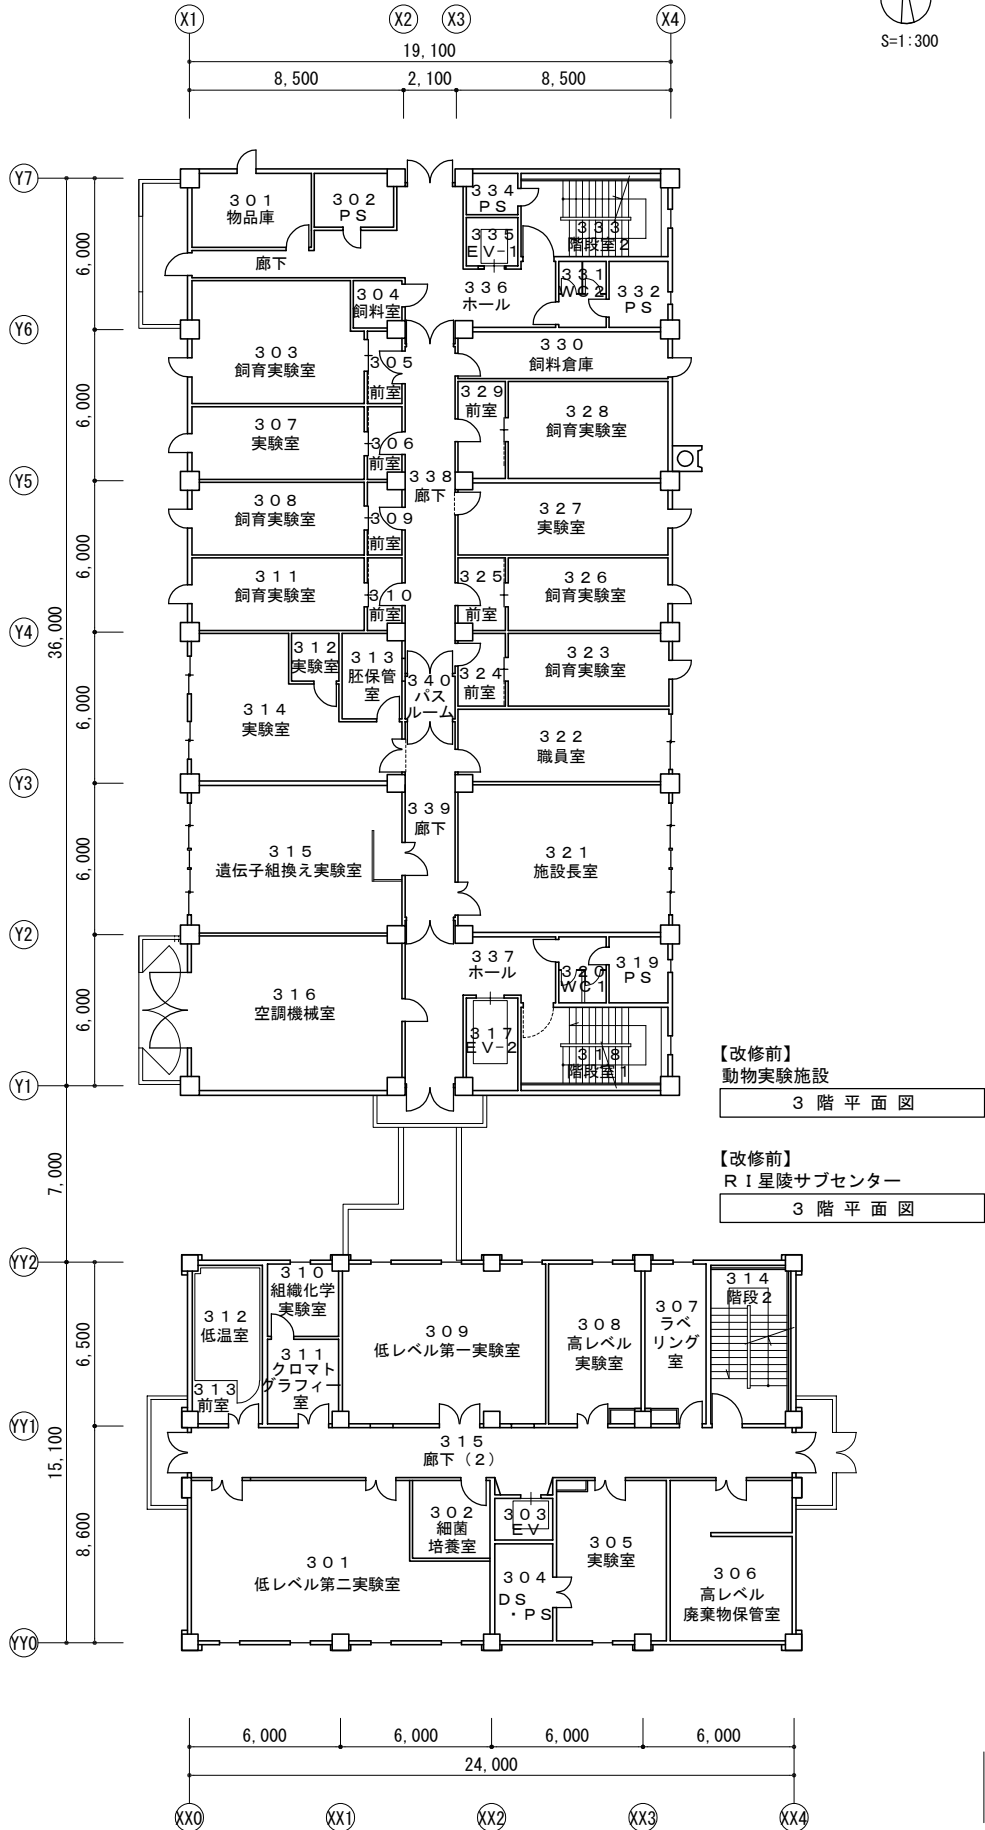 X1
X2
X3
X4
S=1:300
19,100
8,500
2,100
8,500
Y7
301
物品庫
302
PS
334
PS
335
EV-1
333
階段室2
6,000
廊下
304
飼料室
336
ホール
331
WC2
332
PS
Y6
303
飼育実験室
305
前室
330
飼料倉庫
329
前室
328
飼育実験室
6,000
307
実験室
306
前室
338
廊下
Y5
308
飼育実験室
309
前室
327
実験室
6,000
311
飼育実験室
310
前室
325
前室
326
飼育実験室
36,000
Y4
312
実験室
313
胚保管
室
340
パス
ルーム
324
前室
323
飼育実験室
6,000
314
実験室
322
職員室
Y3
339
廊下
6,000
315
遺伝子組換え実験室
321
施設長室
Y2
337
ホール
320
WC1
319
PS
6,000
316
空調機械室
317
EV-2
318
階段室1
Y1
【改修前】
動物実験施設
3階平面図
7,000
【改修前】
RI星陵サブセンター
3階平面図
YY2
310
組織化学
実験室
314
階段2
312
低温室
309
低レベル第一実験室
308
高レベル
実験室
307
ラベ
リング
室
6,500
311
クロマト
グラフィー
室
313
前室
YY1
315
廊下(2)
15,100
302
細菌
培養室
303
EV
305
実験室
8,600
301
低レベル第二実験室
304
DS
・PS
306
高レベル
廃棄物保管室
YY0
6,000
6,000
6,000
6,000
24,000
XX0
XX1
XX2
XX3
XX4